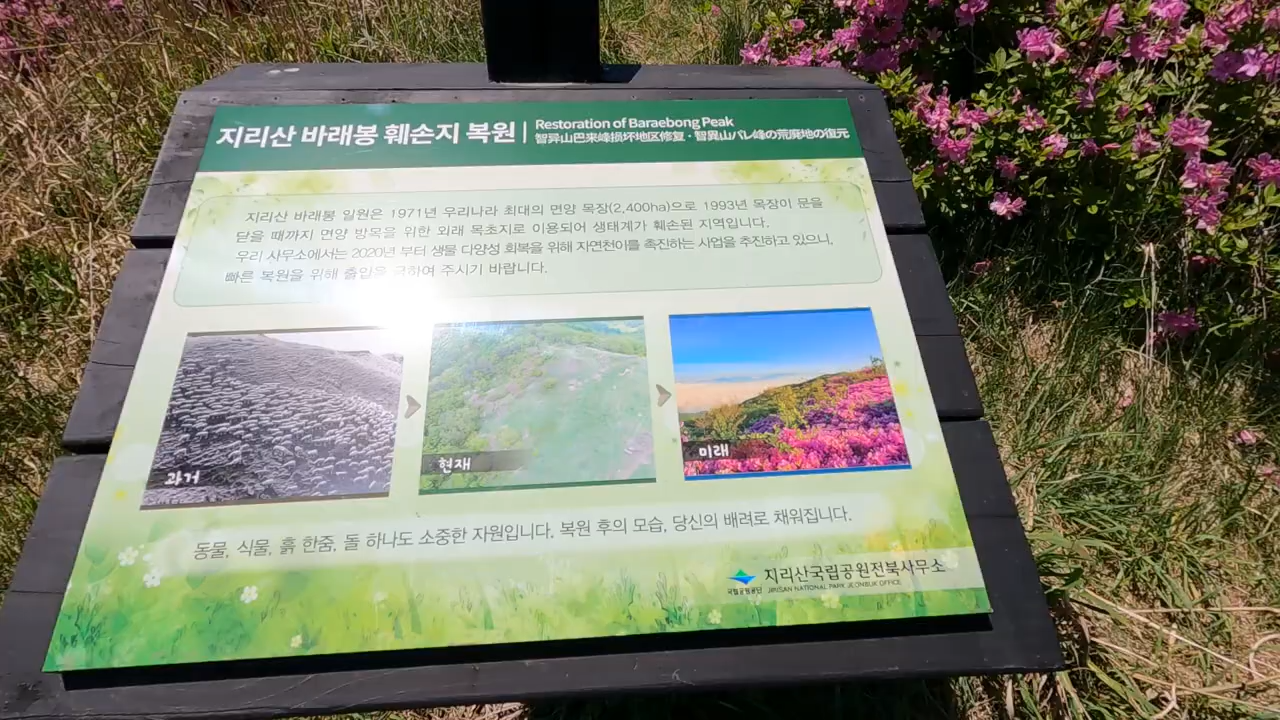 지리산 바래봉 훼손지 복원
Restoration of Baraebong Peak
智异山巴来峰损坏地区修复 · 智異山バレ峰の荒廃地の復元
지리산 바래봉 일원은 1971년 우리나라 최대의 면양 목장(2,400ha)으로 1993년 목장이 문을
닫을 때까지 면양 방목을 위한 외래 목초지로 이용되어 생태계가 훼손된 지역입니다.
우리 사무소에서는 2020년 부터 생물 다양성 회복을 위해 자연천이를 촉진하는 사업을 추진하고 있으니,
빠른 복원을 위해 출입을 금하여 주시기 바랍니다.
과거
현재
미래
동물, 식물, 흙 한줌, 돌 하나도 소중한 자원입니다. 복원 후의 모습, 당신의 배려로 채워집니다.
국립공원공단
지리산국립공원전북사무소
JIRISAN NATIONAL PARK JEONBUK OFFICE